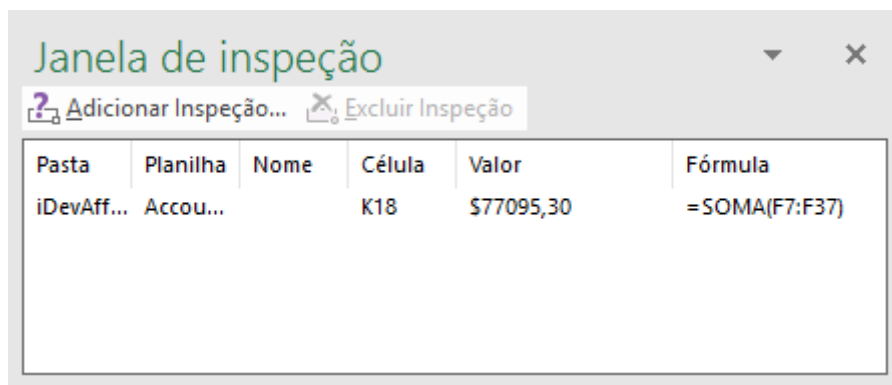 Janela de inspeção
Adicionar Inspeção... Excluir Inspeção
Pasta Planilha Nome Célula Valor Fórmula
iDevAff... Accou... K18 $77095,30 =SOMA(F7:F37)